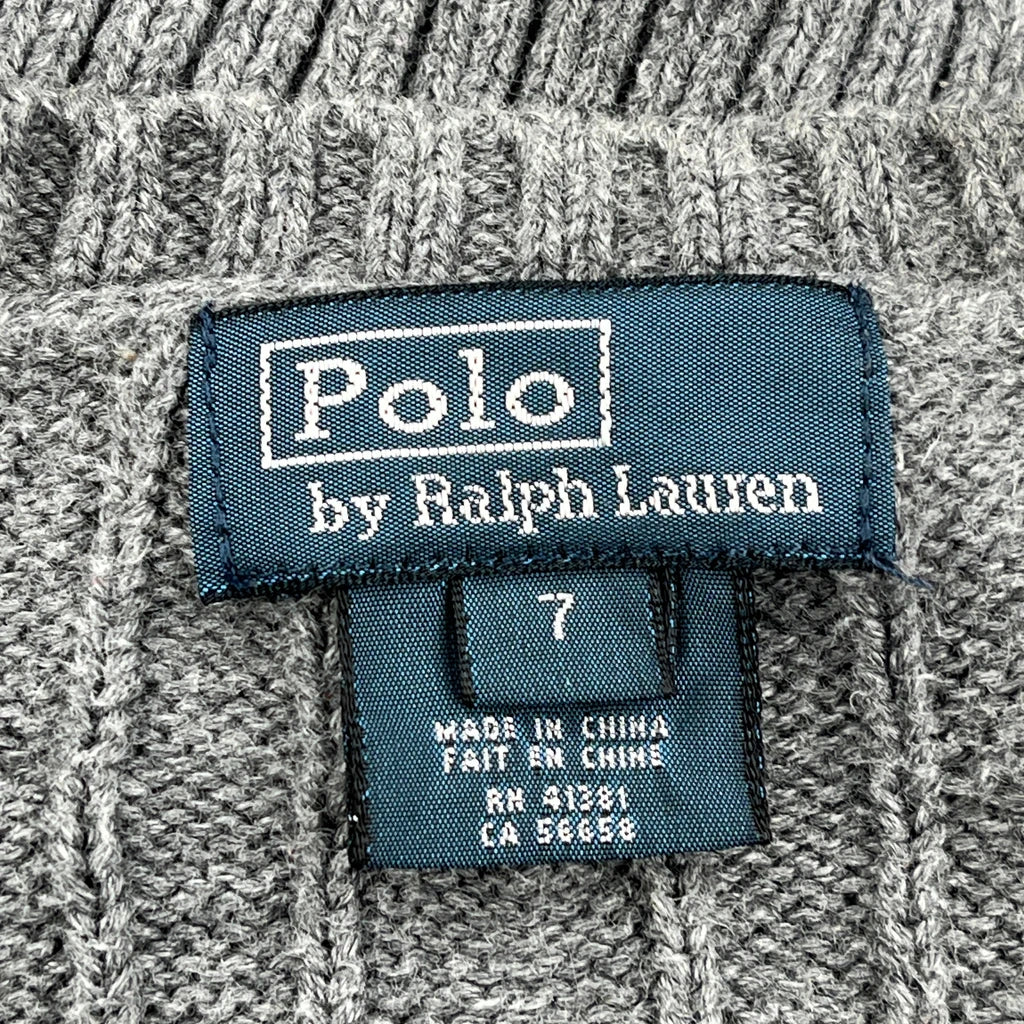 Polo
by Ralph Lauren
7
MADE IN CHINA
FAIT EN CHINE
RN 41381
CA 56658